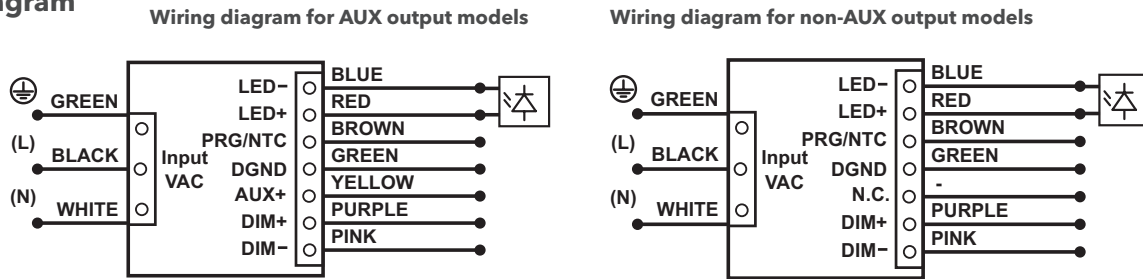 Wiring diagram for AUX output models
GREEN
(L)
BLACK
(N)
WHITE
Input
VAC
LED-
LED+
PRG/NTC
DGND
AUX+
DIM+
DIM-
BLUE
RED
BROWN
GREEN
YELLOW
PURPLE
PINK
Wiring diagram for non-AUX output models
GREEN
(L)
BLACK
(N)
WHITE
Input
VAC
LED-
LED+
PRG/NTC
DGND
N.C.
DIM+
DIM-
BLUE
RED
BROWN
GREEN
-
PURPLE
PINK